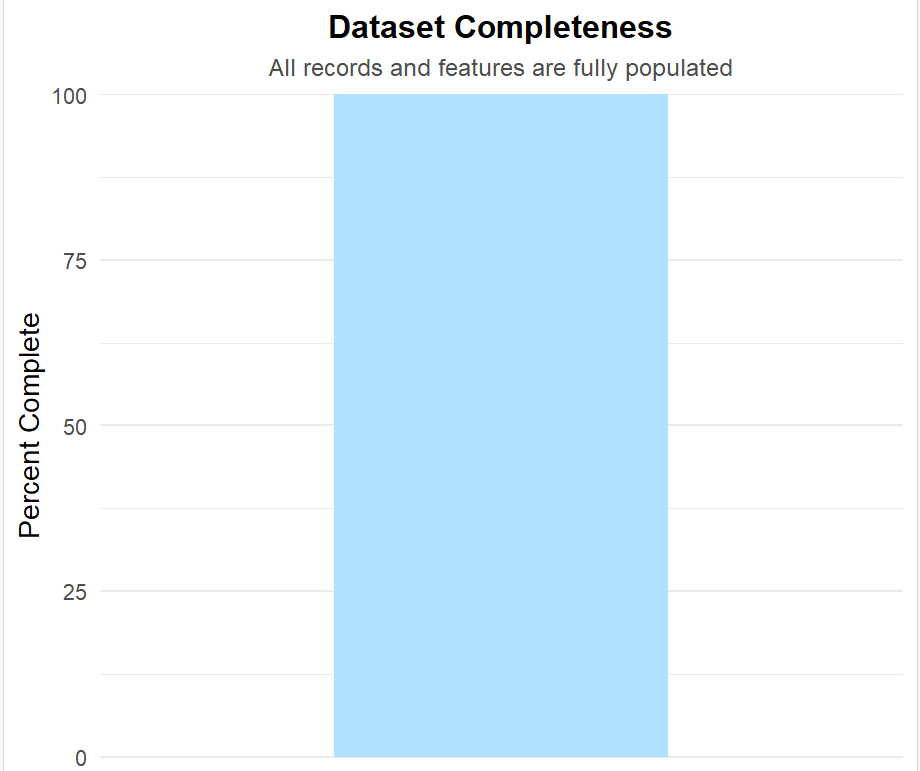 Dataset Completeness
All records and features are fully populated
100
75
50
25
0
Percent Complete